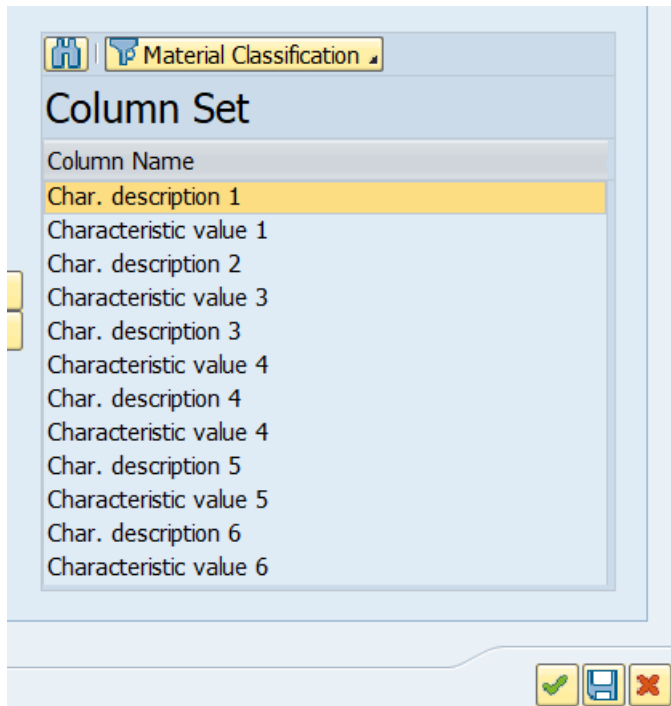 Material Classification
Column Set
Column Name
Char. description 1
Characteristic value 1
Char. description 2
Characteristic value 3
Char. description 3
Characteristic value 4
Char. description 4
Characteristic value 4
Char. description 5
Characteristic value 5
Char. description 6
Characteristic value 6